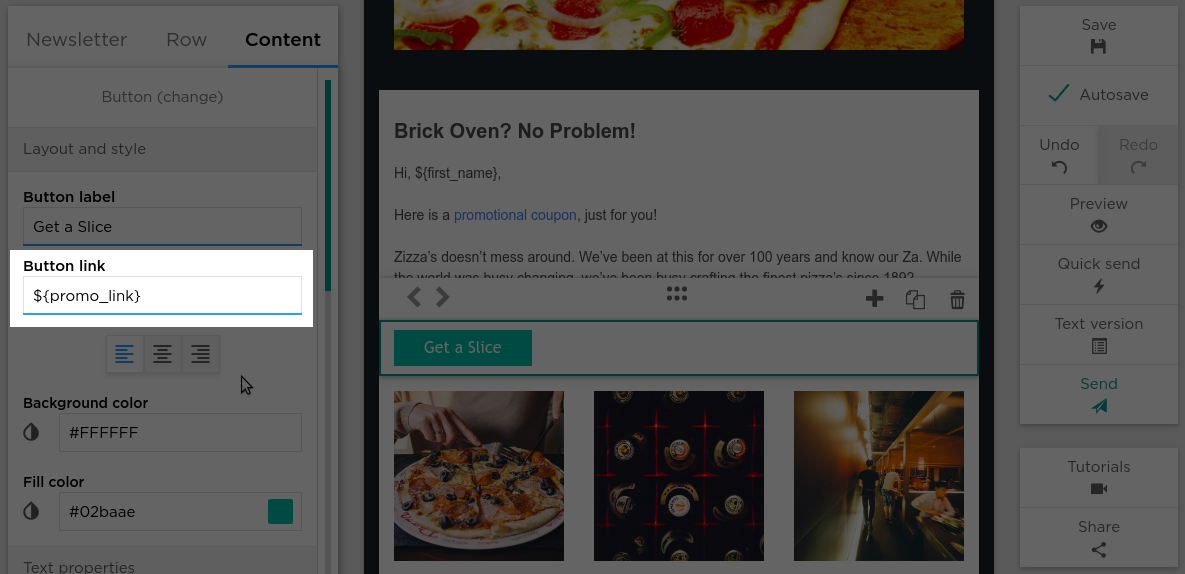 Newsletter
Row
Content
Button (change)
Layout and style
Button label
Get a Slice
Button link
${promo_link}
Background color
#FFFFFF
Fill color
#02baae
Text properties
Brick Oven? No Problem!
Hi, ${first_name},
Here is a promotional coupon, just for you!
Zizza’s doesn’t mess around. We’ve been at this for over 100 years and know our Za. While
the world was busy changing, we’ve been busy crafting the finest pizza’s since 1892.
Get a Slice
Save
Autosave
Undo
Redo
Preview
Quick send
Text version
Send
Tutorials
Share